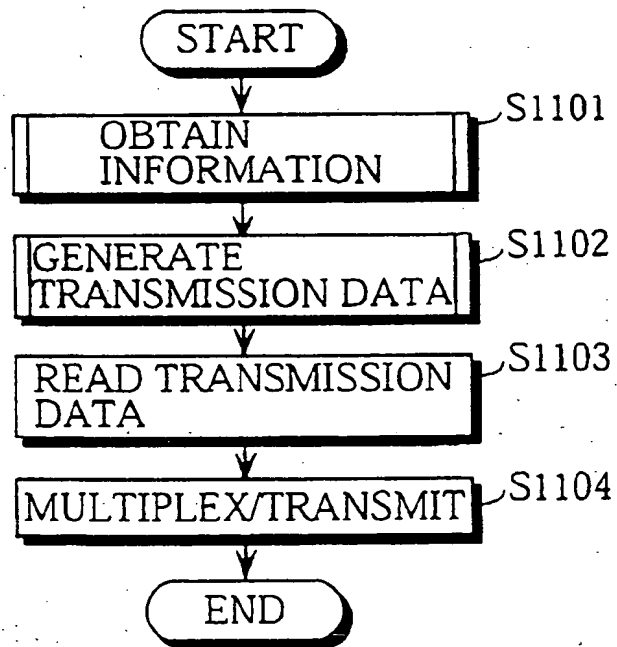 START
S1101
OBTAIN
INFORMATION
S1102
GENERATE
TRANSMISSION DATA
S1103
READ TRANSMISSION
DATA
S1104
MULTIPLEX/TRANSMIT
END